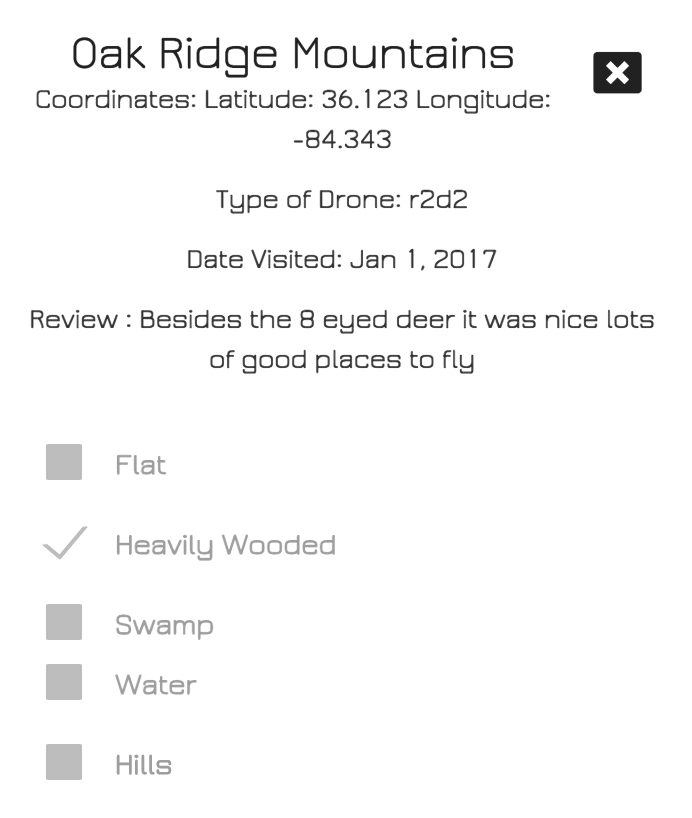 Oak Ridge Mountains
Coordinates: Latitude: 36.123 Longitude:
-84.343
Type of Drone: r2d2
Date Visited: Jan 1, 2017
Review : Besides the 8 eyed deer it was nice lots
of good places to fly
Flat
Heavily Wooded
Swamp
Water
Hills